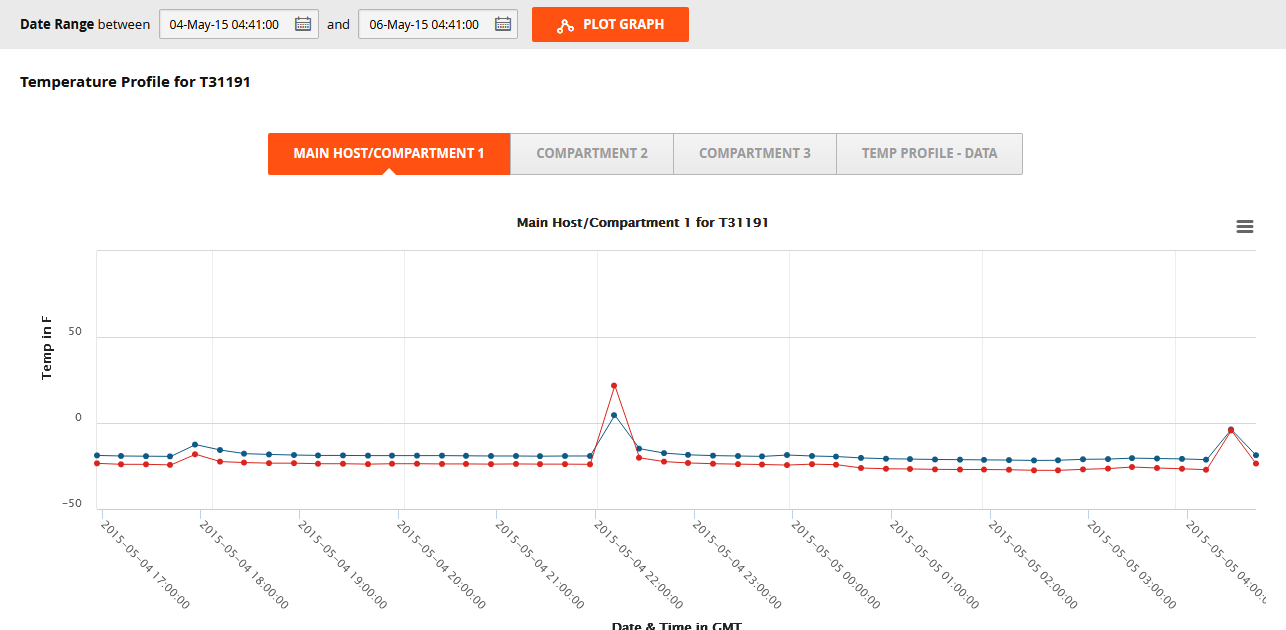 Date Range between 04-May-15 04:41:00 and 06-May-15 04:41:00 PLOT GRAPH
Temperature Profile for T31191
MAIN HOST/COMPARTMENT 1 COMPARTMENT 2 COMPARTMENT 3 TEMP PROFILE - DATA
Main Host/Compartment 1 for T31191
Temp in F
50
0
−50
2015-05-04 17:00:00
2015-05-04 18:00:00
2015-05-04 19:00:00
2015-05-04 20:00:00
2015-05-04 21:00:00
2015-05-04 22:00:00
2015-05-04 23:00:00
2015-05-05 00:00:00
2015-05-05 01:00:00
2015-05-05 02:00:00
2015-05-05 03:00:00
2015-05-05 04:00:
Date & Time in GMT